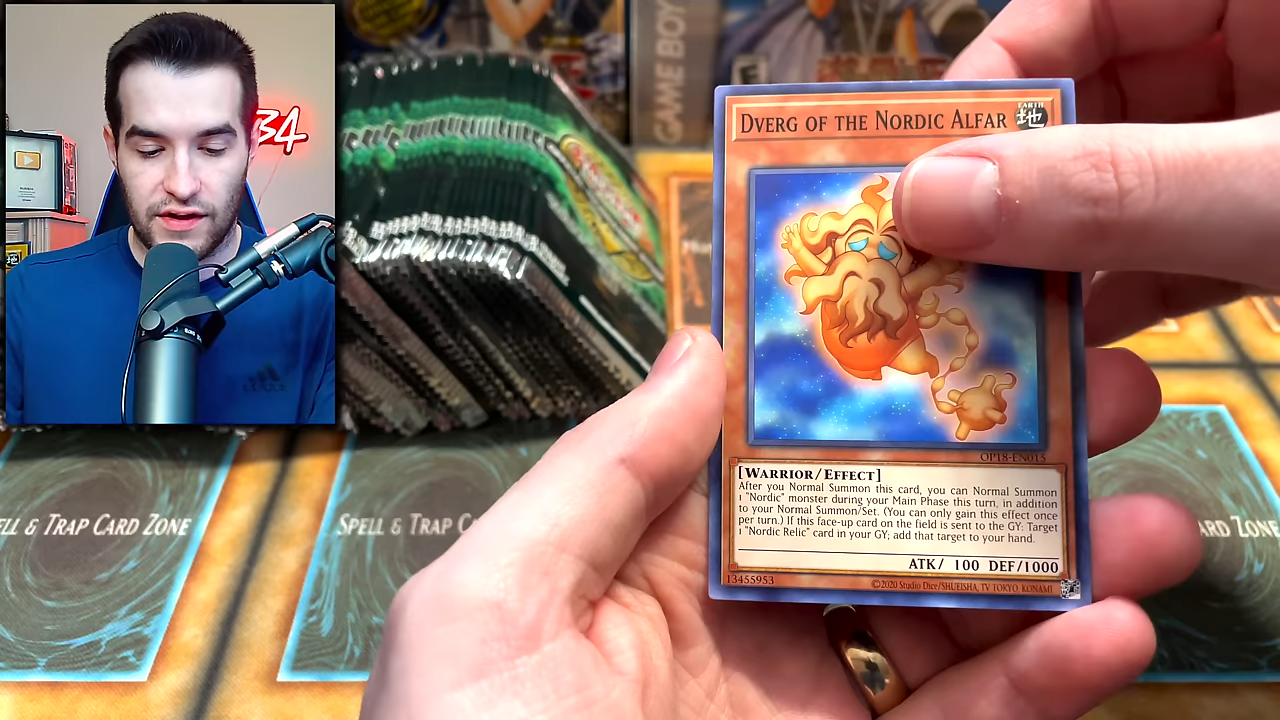 34
GAME BOY
DVERG OF THE NORDIC ALFAR
EARTH
地
OP18-EN015
[WARRIOR/EFFECT]
After you Normal Summon this card, you can Normal Summon
1 "Nordic" monster during your Main Phase this turn, in addition
to your Normal Summon/Set. (You can only gain this effect once
per turn.) If this face-up card on the field is sent to the GY: Target
1 "Nordic Relic" card in your GY; add that target to your hand.
ATK/ 100 DEF/1000
13455953
©2020 Studio Dice/SHUEISHA, TV TOKYO, KONAMI
ELL & TRAP CARD ZONE
SPELL & TRAP C
ARD ZONE